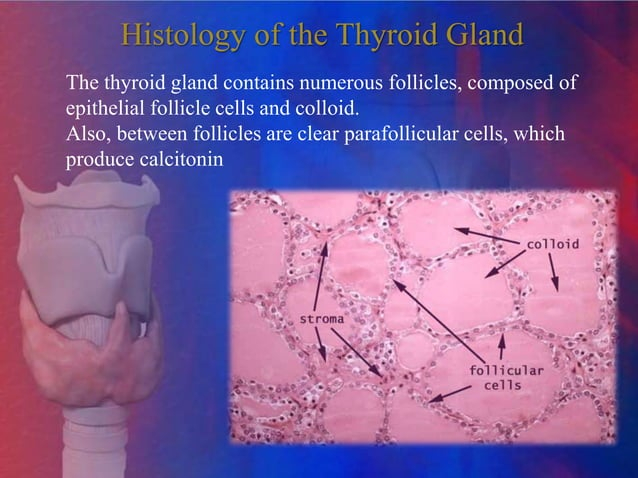 Histology of the Thyroid Gland
The thyroid gland contains numerous follicles, composed of
epithelial follicle cells and colloid.
Also, between follicles are clear parafollicular cells, which
produce calcitonin
colloid
stroma
follicular
cells